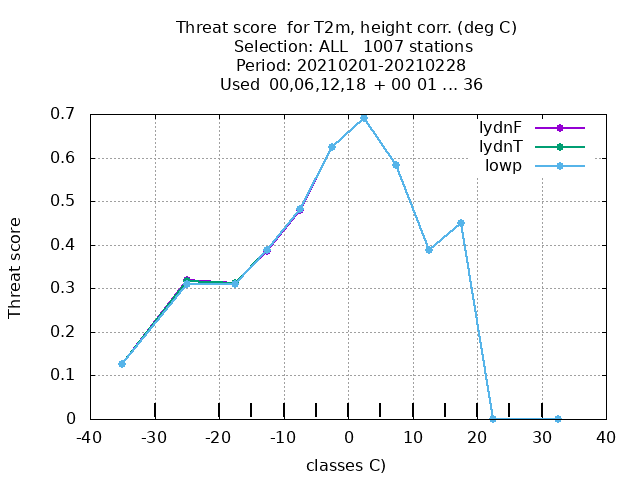 Threat score  for T2m, height corr. (deg C)
Selection: ALL   1007 stations
Period: 20210201-20210228
Used  00,06,12,18  + 00 01 ... 36
lydnF
lydnT
lowp
0.7
0.6
0.5
0.4
0.3
0.2
0.1
0
Threat score
-40 -30 -20 -10 0 10 20 30 40
classes C)